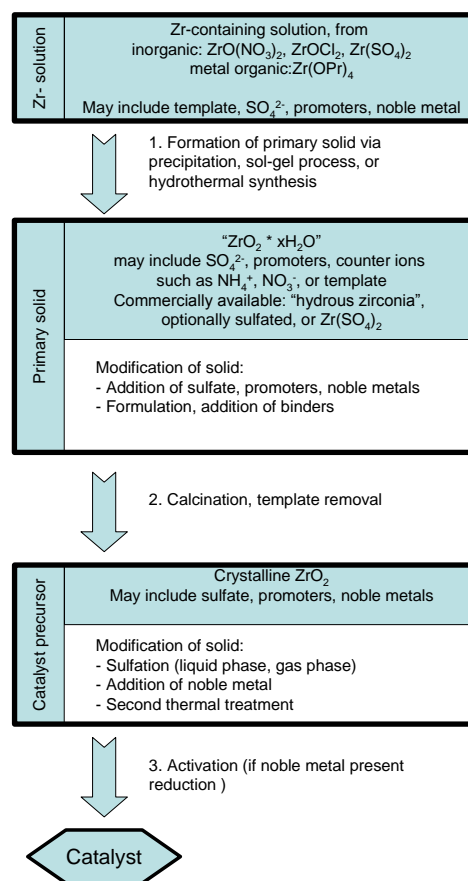 Zr- solution
Zr-containing solution, from
inorganic: ZrO(NO₃)₂, ZrOCl₂, Zr(SO₄)₂
metal organic:Zr(OPr)₄
May include template, SO₄²⁻, promoters, noble metal
1. Formation of primary solid via
precipitation, sol-gel process, or
hydrothermal synthesis
Primary solid
“ZrO₂ * xH₂O”
may include SO₄²⁻, promoters, counter ions
such as NH₄⁺, NO₃⁻, or template
Commercially available: “hydrous zirconia”,
optionally sulfated, or Zr(SO₄)₂
Modification of solid:
- Addition of sulfate, promoters, noble metals
- Formulation, addition of binders
2. Calcination, template removal
Catalyst precursor
Crystalline ZrO₂
May include sulfate, promoters, noble metals
Modification of solid:
- Sulfation (liquid phase, gas phase)
- Addition of noble metal
- Second thermal treatment
3. Activation (if noble metal present
reduction )
Catalyst